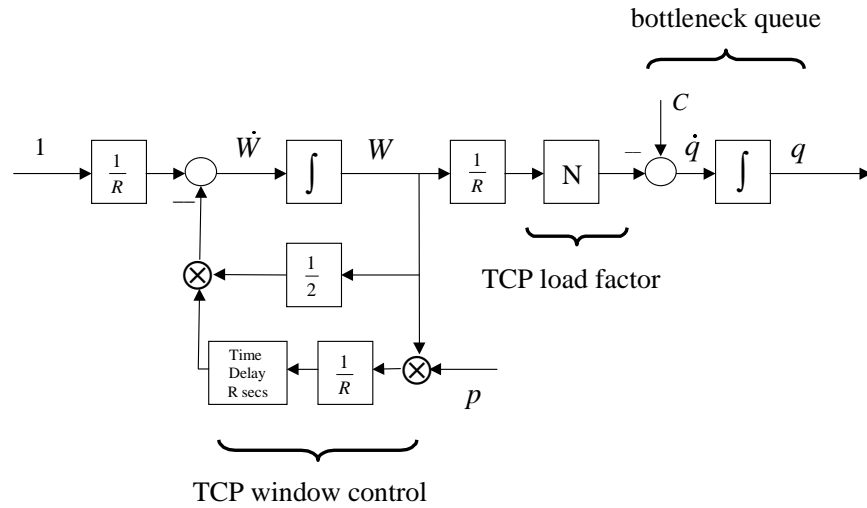 bottleneck queue
C
1
1/R
—
Ẇ
∫
W
1/R
N
—
q̇
∫
q
1/2
TCP load factor
Time
Delay
R secs
1/R
p
TCP window control